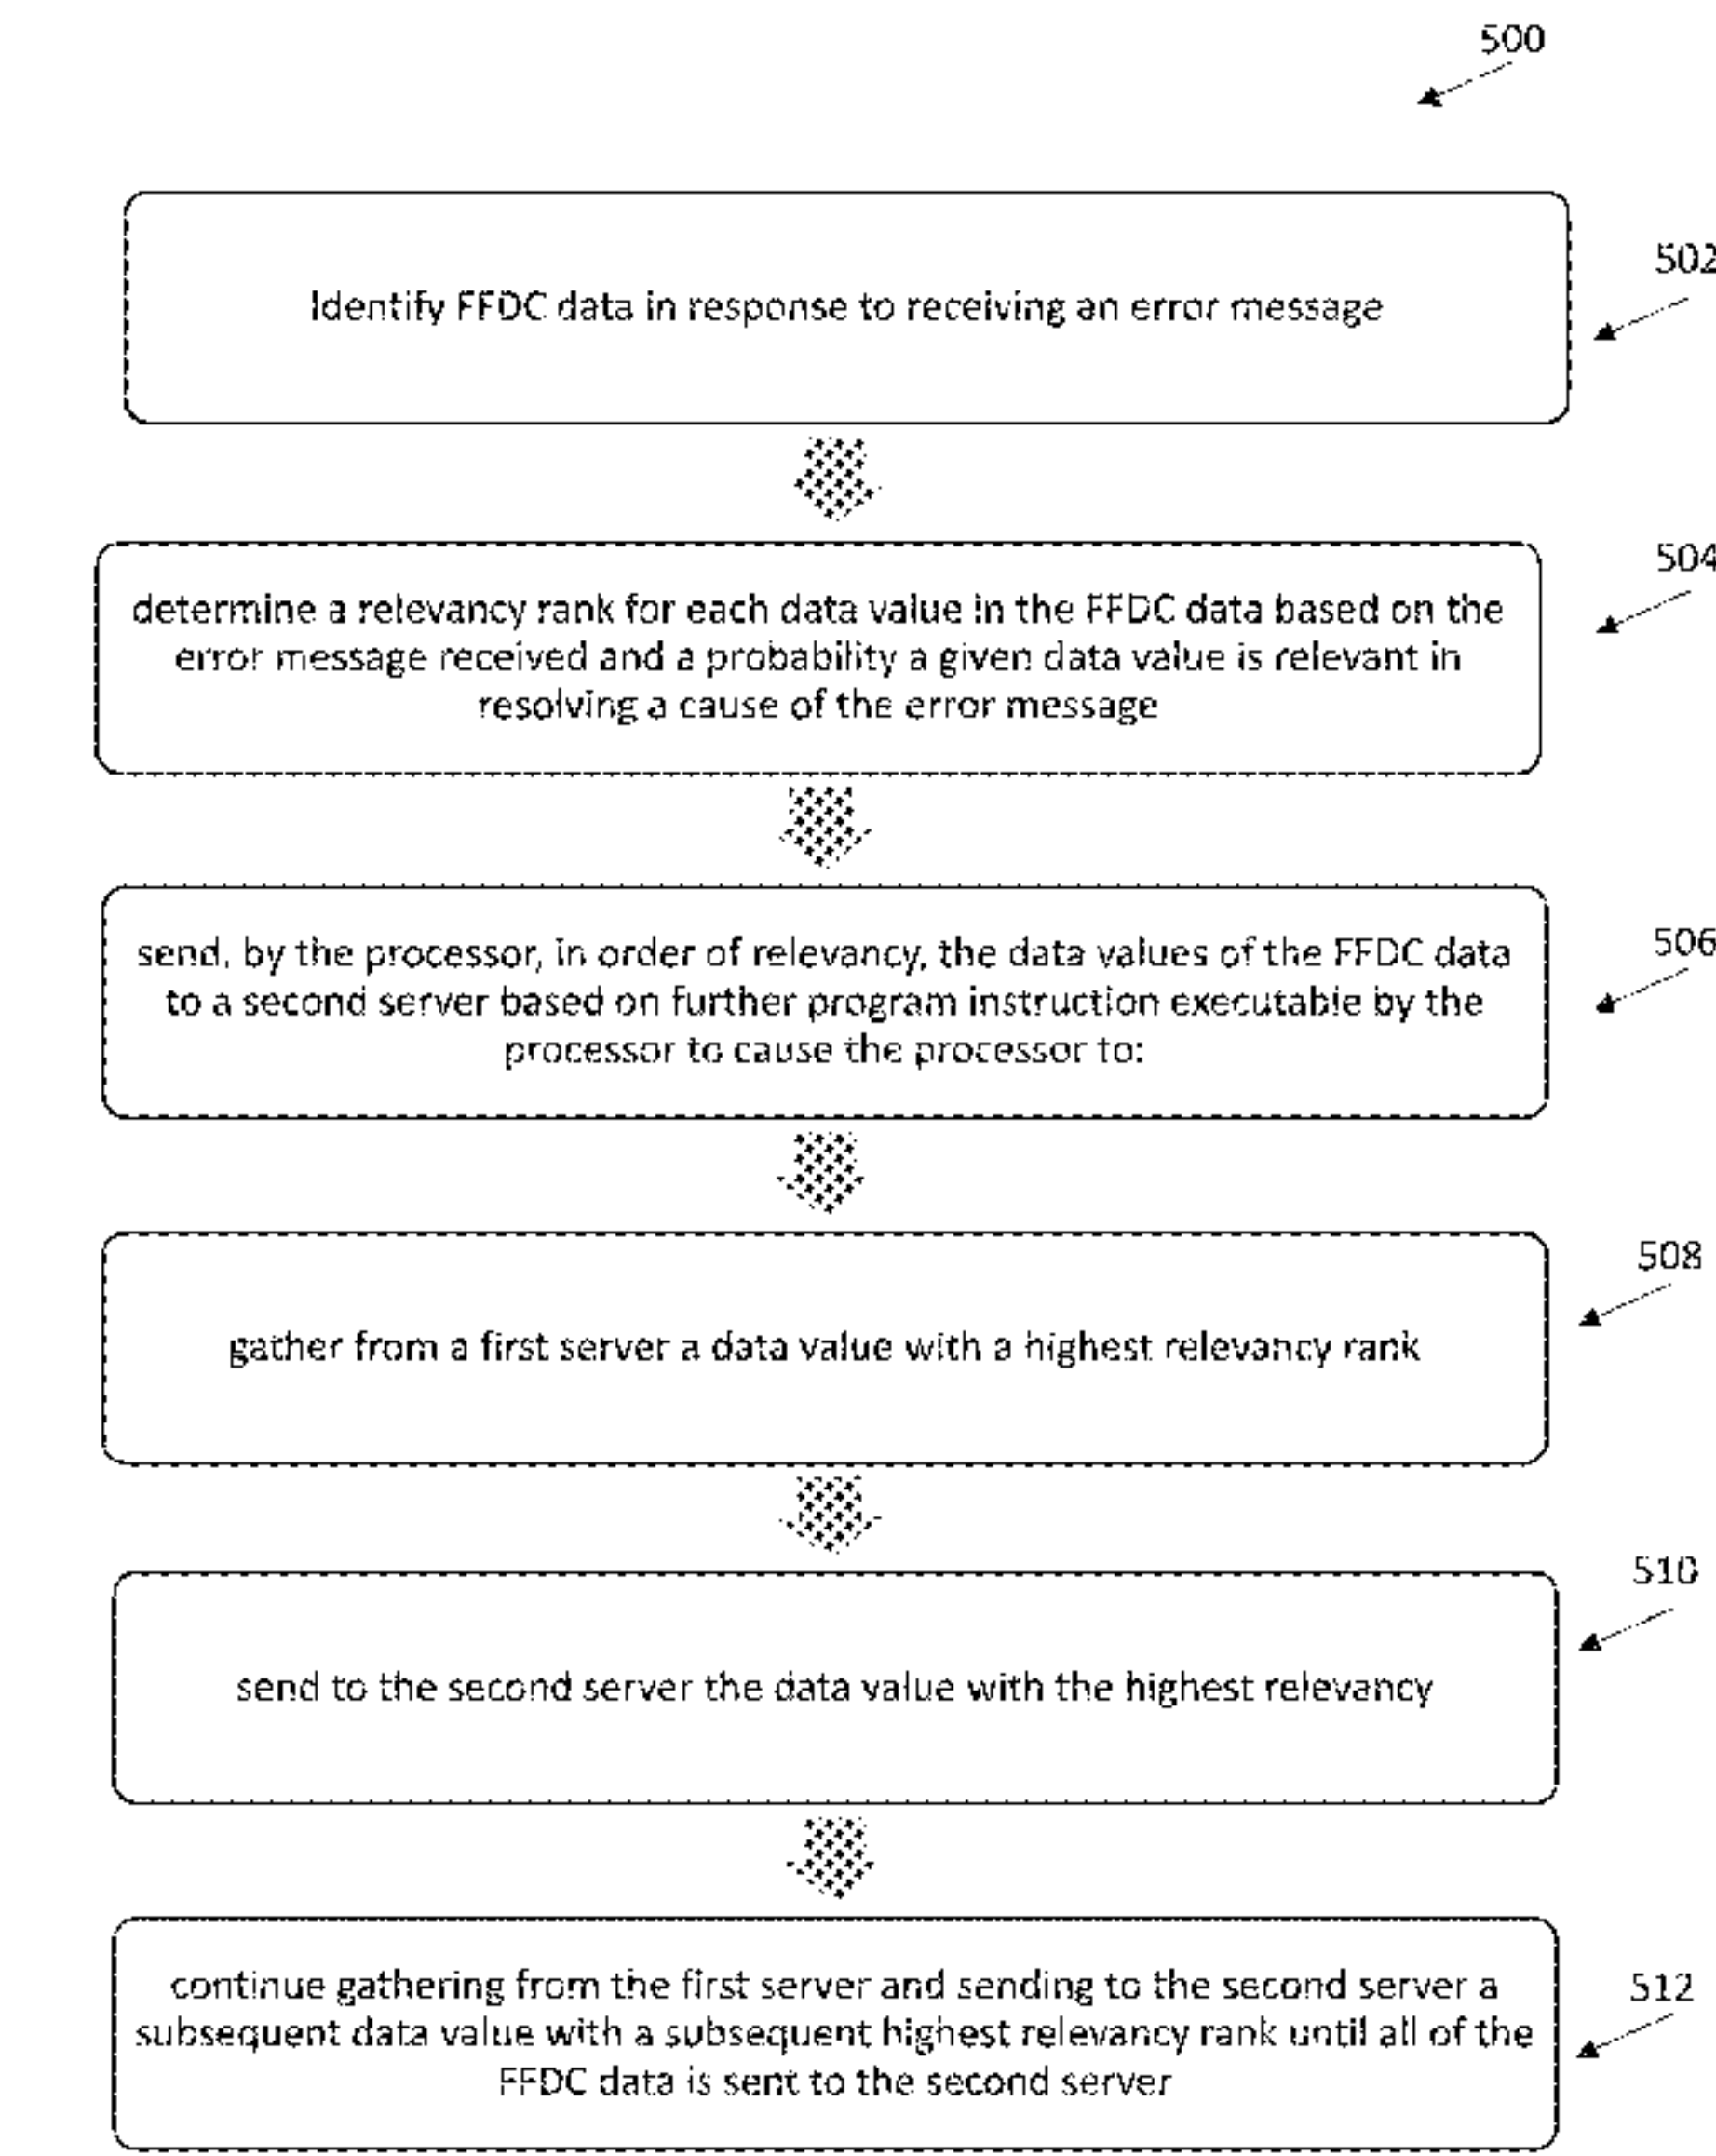 500
Identify FFDC data in response to receiving an error message
502
determine a relevancy rank for each data value in the FFDC data based on the
error message received and a probability a given data value is relevant in
resolving a cause of the error message
504
send, by the processor, in order of relevancy, the data values of the FFDC data
to a second server based on further program instruction executable by the
processor to cause the processor to:
506
gather from a first server a data value with a highest relevancy rank
508
send to the second server the data value with the highest relevancy
510
continue gathering from the first server and sending to the second server a
subsequent data value with a subsequent highest relevancy rank until all of the
FFDC data is sent to the second server
512